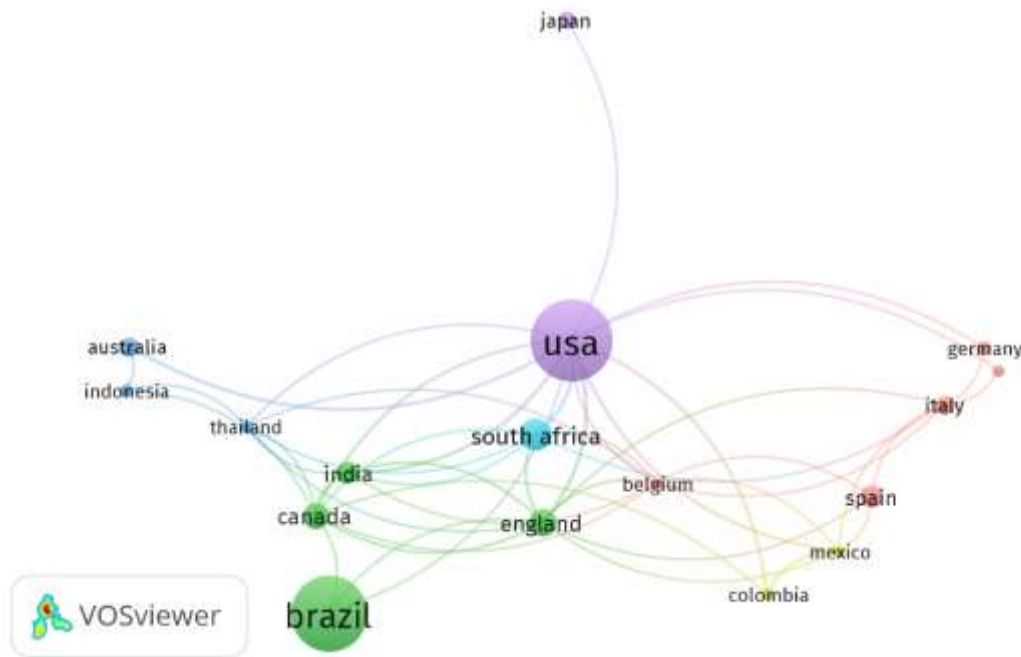 japan
usa
australia
germany
indonesia
italy
thailand
south africa
india
belgium
spain
canada
england
mexico
colombia
brazil
VOSviewer